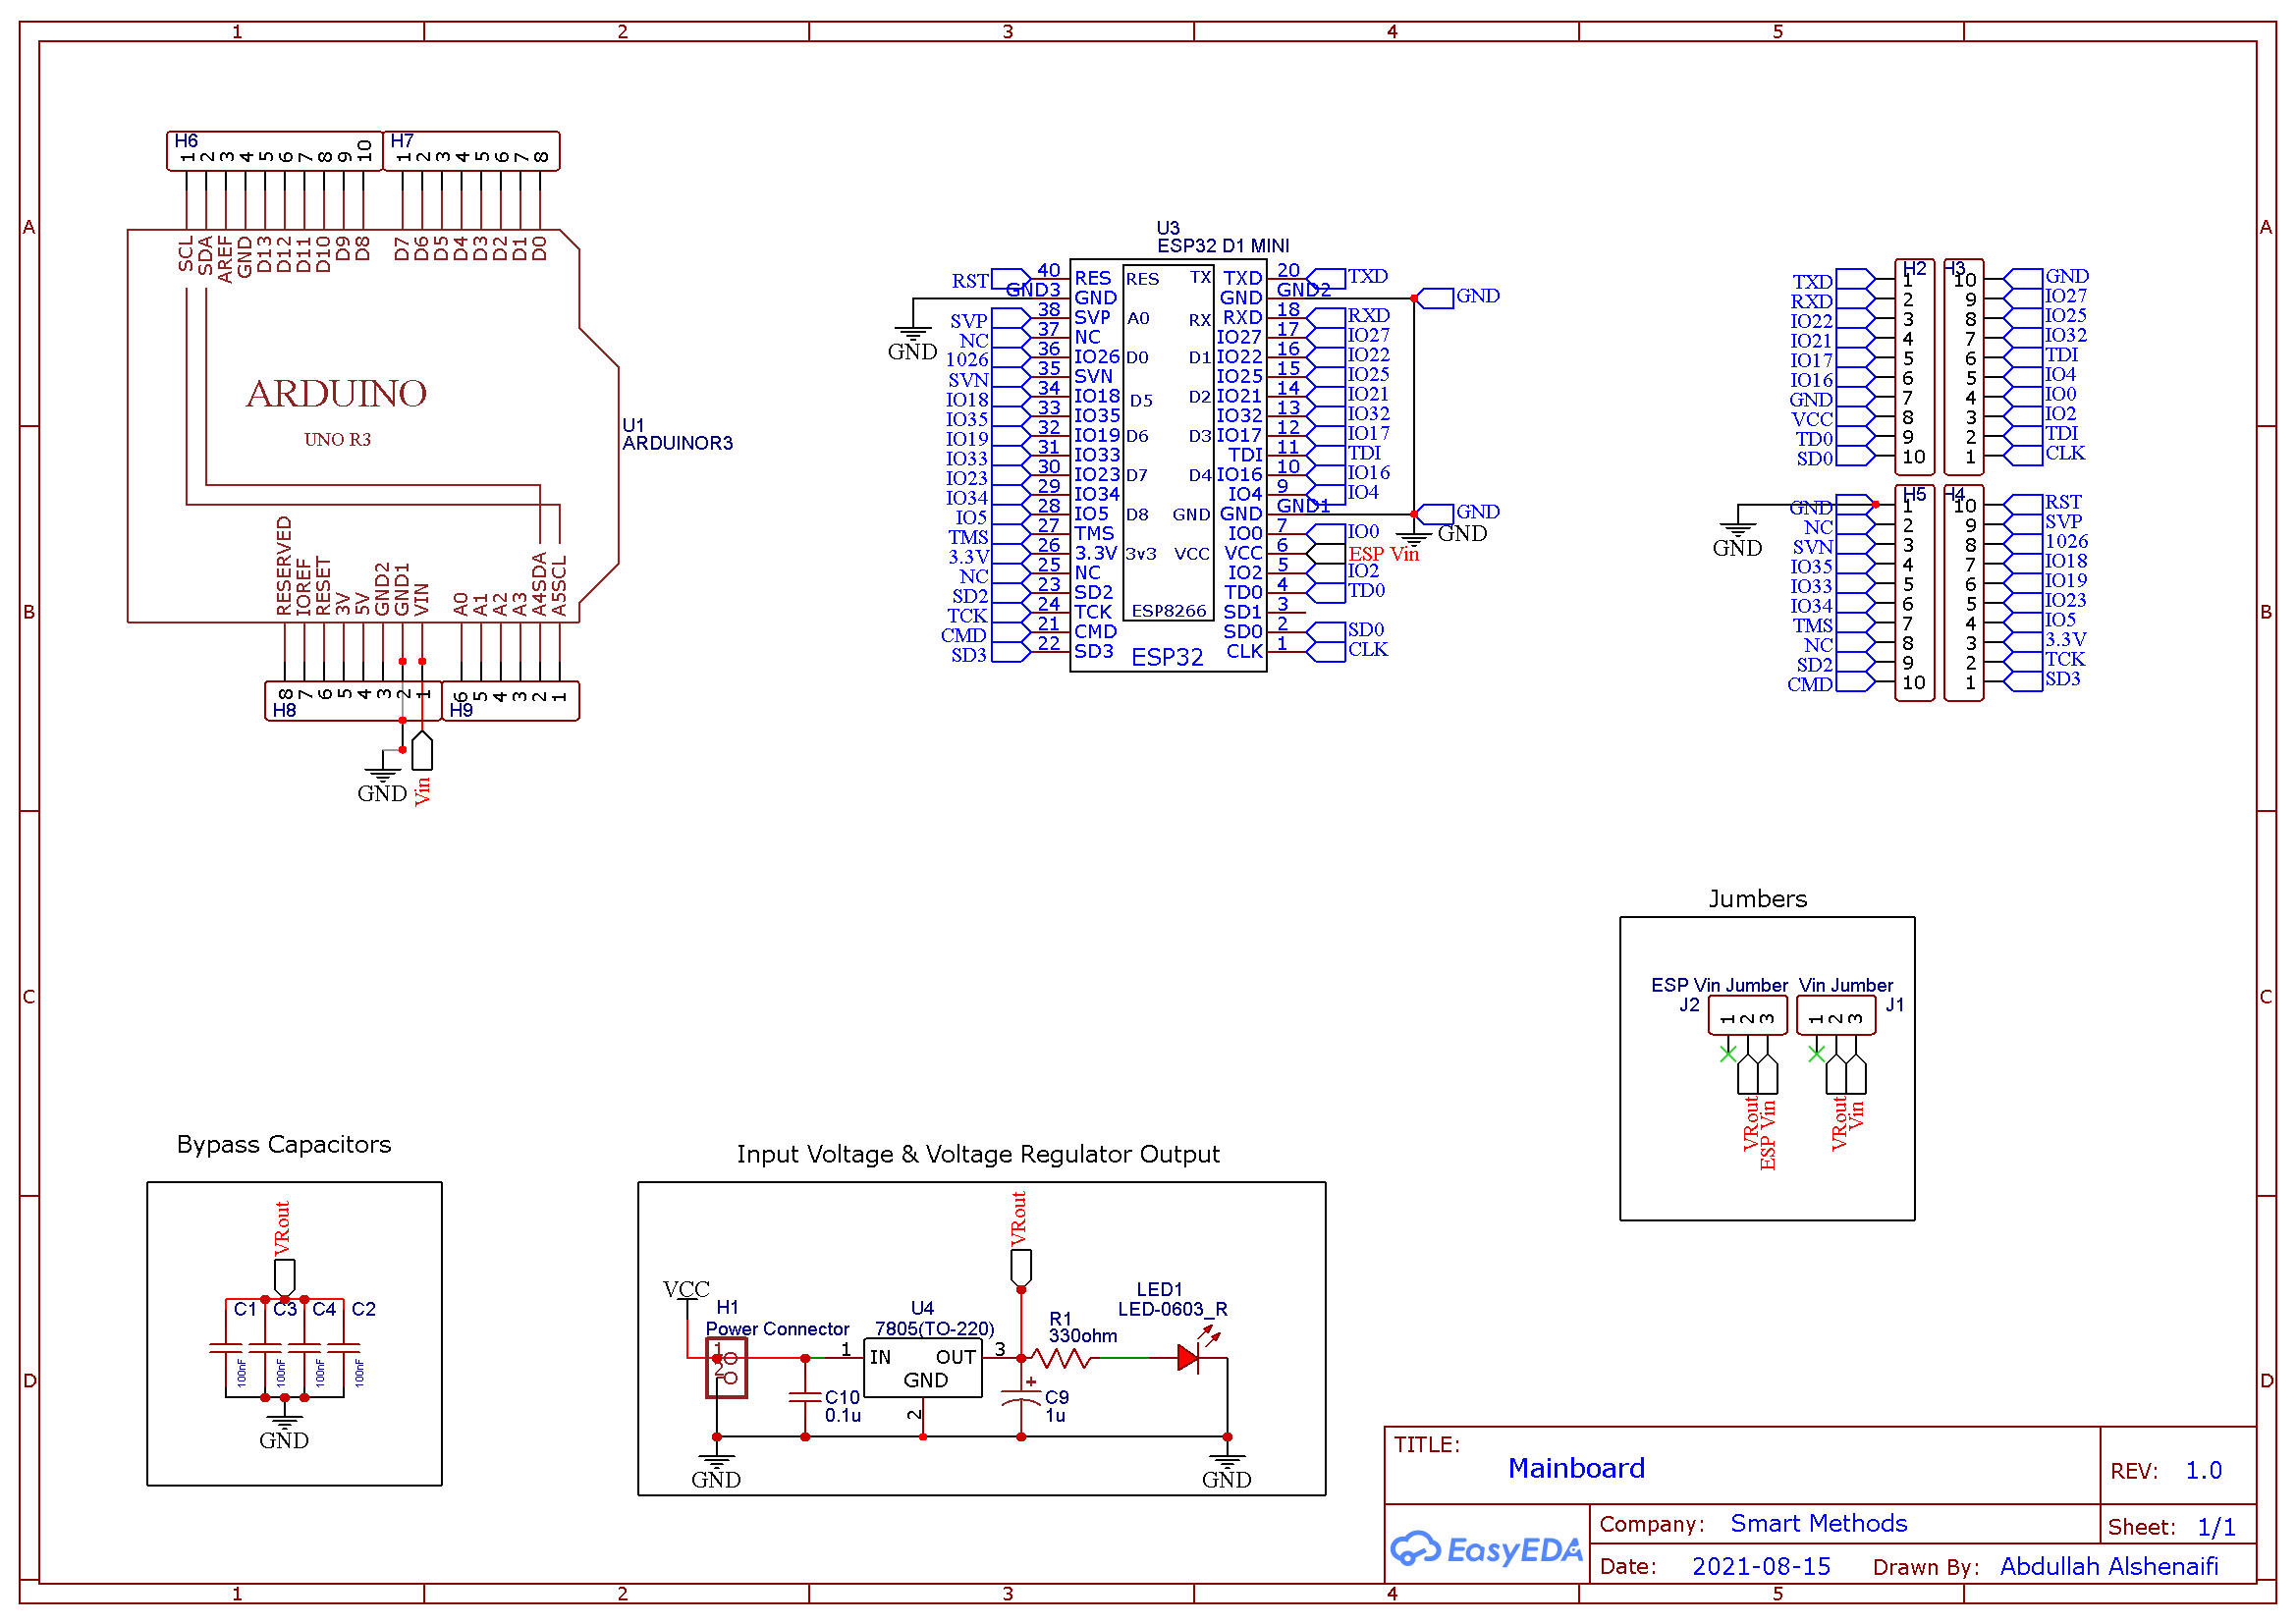 1 2 3 4 5
A A
B B
C C
D D
H6 H7
1 2 3 4 5 6 7 8 9 10 1 2 3 4 5 6 7 8
SCL SDA AREF GND D13 D12 D11 D10 D9 D8 D7 D6 D5 D4 D3 D2 D1 D0
ARDUINO
UNO R3
U1
ARDUINOR3
RESERVED IOREF RESET 3V 5V GND2 GND1 VIN A0 A1 A2 A3 A4SDA A5SCL
8 7 6 5 4 3 2 1 6 5 4 3 2 1
H8 H9
GND Vin
U3
ESP32 D1 MINI
RST 40 RES RES TX TXD 20 TXD
GND3 GND GND GND2 GND
SVP 38 SVP A0 RX RXD 18 RXD
NC 37 NC IO27 17 IO27
1026 36 IO26 D0 D1 IO22 16 IO22
SVN 35 SVN IO25 15 IO25
IO18 34 IO18 D5 D2 IO21 14 IO21
IO35 33 IO35 IO32 13 IO32
IO19 32 IO19 D6 D3 IO17 12 IO17
IO33 31 IO33 TDI 11 TDI
IO23 30 IO23 D7 D4 IO16 10 IO16
IO34 29 IO34 IO4 9 IO4
IO5 28 IO5 D8 GND GND GND1 GND
TMS 27 TMS IO0 7 IO0
3.3V 26 3.3V 3v3 VCC VCC 6 ESP Vin
NC 25 NC IO2 5 IO2
SD2 23 SD2 TD0 4 TD0
TCK 24 TCK ESP8266 SD1 3
CMD 21 CMD SD0 2 SD0
SD3 22 SD3 ESP32 CLK 1 CLK
GND
GND
H2 H3
TXD 1 10 GND
RXD 2 9 IO27
IO22 3 8 IO25
IO21 4 7 IO32
IO17 5 6 TDI
IO16 6 5 IO4
GND 7 4 IO0
VCC 8 3 IO2
TD0 9 2 TDI
SD0 10 1 CLK
H5 H4
GND 1 10 RST
NC 2 9 SVP
SVN 3 8 1026
IO35 4 7 IO18
IO33 5 6 IO19
IO34 6 5 IO23
TMS 7 4 IO5
NC 8 3 3.3V
SD2 9 2 TCK
CMD 10 1 SD3
GND
Jumbers
ESP Vin Jumber Vin Jumber
J2 J1
1 2 3 1 2 3
VRout ESP Vin VRout Vin
Bypass Capacitors
VRout
C1 C3 C4 C2
100nF 100nF 100nF 100nF
GND
Input Voltage & Voltage Regulator Output
VRout
VCC
H1
Power Connector
1
2
U4
7805(TO-220)
1 IN OUT 3
GND
2
C10
0.1u
R1
330ohm
+
C9
1u
LED1
LED-0603_R
GND GND
TITLE:
Mainboard
REV: 1.0
EasyEDA
Company: Smart Methods
Sheet: 1/1
Date: 2021-08-15 Drawn By: Abdullah Alshenaifi
1 2 3 4 5